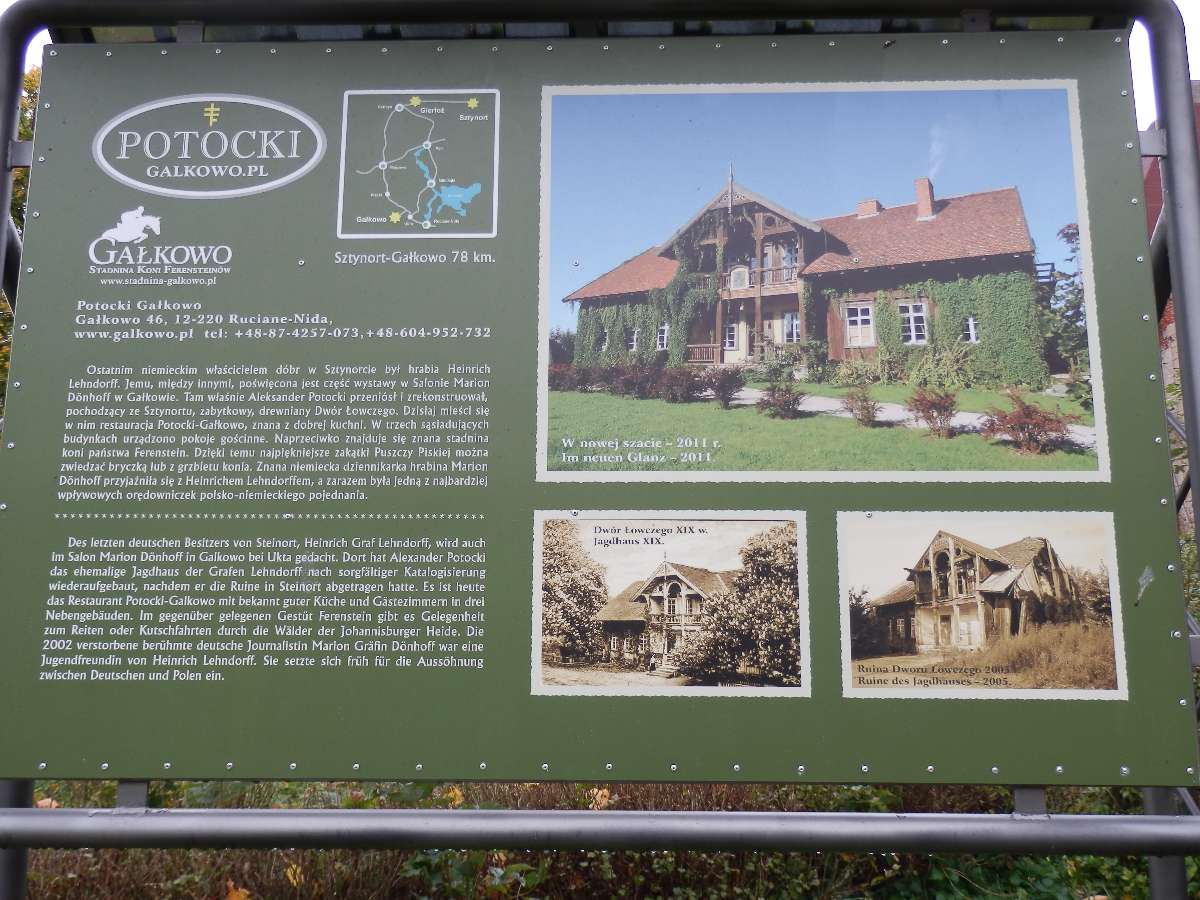 POTOCKI
GALKOWO.PL
GAŁKOWO
STADNINA KONI FERENSTEINÓW
www.stadnina-galkowo.pl
Gierłoż
Sztynort
Gałkowo
Sztynort-Gałkowo 78 km.
Potocki Gałkowo
Gałkowo 46, 12-220 Ruciane-Nida,
www.galkowo.pl tel: +48-87-4257-073,+48-604-952-732
Ostatnim niemieckim właścicielem dóbr w Sztynorcie był hrabia Heinrich
Lehndorff. Jemu, między innymi, poświęcona jest część wystawy w Salonie Marion
Dönhoff w Gałkowie. Tam właśnie Aleksander Potocki przeniósł i zrekonstruował,
pochodzący ze Sztynortu, zabytkowy, drewniany Dwór Łowczego. Dzisiaj mieści się
w nim restauracja Potocki-Gałkowo, znana z dobrej kuchni. W trzech sąsiadujących
budynkach urządzono pokoje gościnne. Naprzeciwko znajduje się znana stadnina
koni państwa Ferenstein. Dzięki temu najpiękniejsze zakątki Puszczy Piskiej można
zwiedzać bryczką lub z grzbietu konia. Znana niemiecka dziennikarka hrabina Marion
Dönhoff przyjaźniła się z Heinrichem Lehndorffem, a zarazem była jedną z najbardziej
wpływowych orędowniczek polsko-niemieckiego pojednania.
Des letzten deutschen Besitzers von Steinort, Heinrich Graf Lehndorff, wird auch
im Salon Marion Dönhoff in Galkowo bei Ukta gedacht. Dort hat Alexander Potocki
das ehemalige Jagdhaus der Grafen Lehndorff nach sorgfältiger Katalogisierung
wiederaufgebaut, nachdem er die Ruine in Steinort abgetragen hatte. Es ist heute
das Restaurant Potocki-Galkowo mit bekannt guter Küche und Gästezimmern in drei
Nebengebäuden. Im gegenüber gelegenen Gestüt Ferenstein gibt es Gelegenheit
zum Reiten oder Kutschfahrten durch die Wälder der Johannisburger Heide. Die
2002 verstorbene berühmte deutsche Journalistin Marion Gräfin Dönhoff war eine
Jugendfreundin von Heinrich Lehndorff. Sie setzte sich früh für die Aussöhnung
zwischen Deutschen und Polen ein.
W nowej szacie – 2011 r.
Im neuen Glanz – 2011.
Dwór Łowczego XIX w.
Jagdhaus XIX.
Ruina Dworu Łowczego 2005
Ruine des Jagdhauses – 2005.